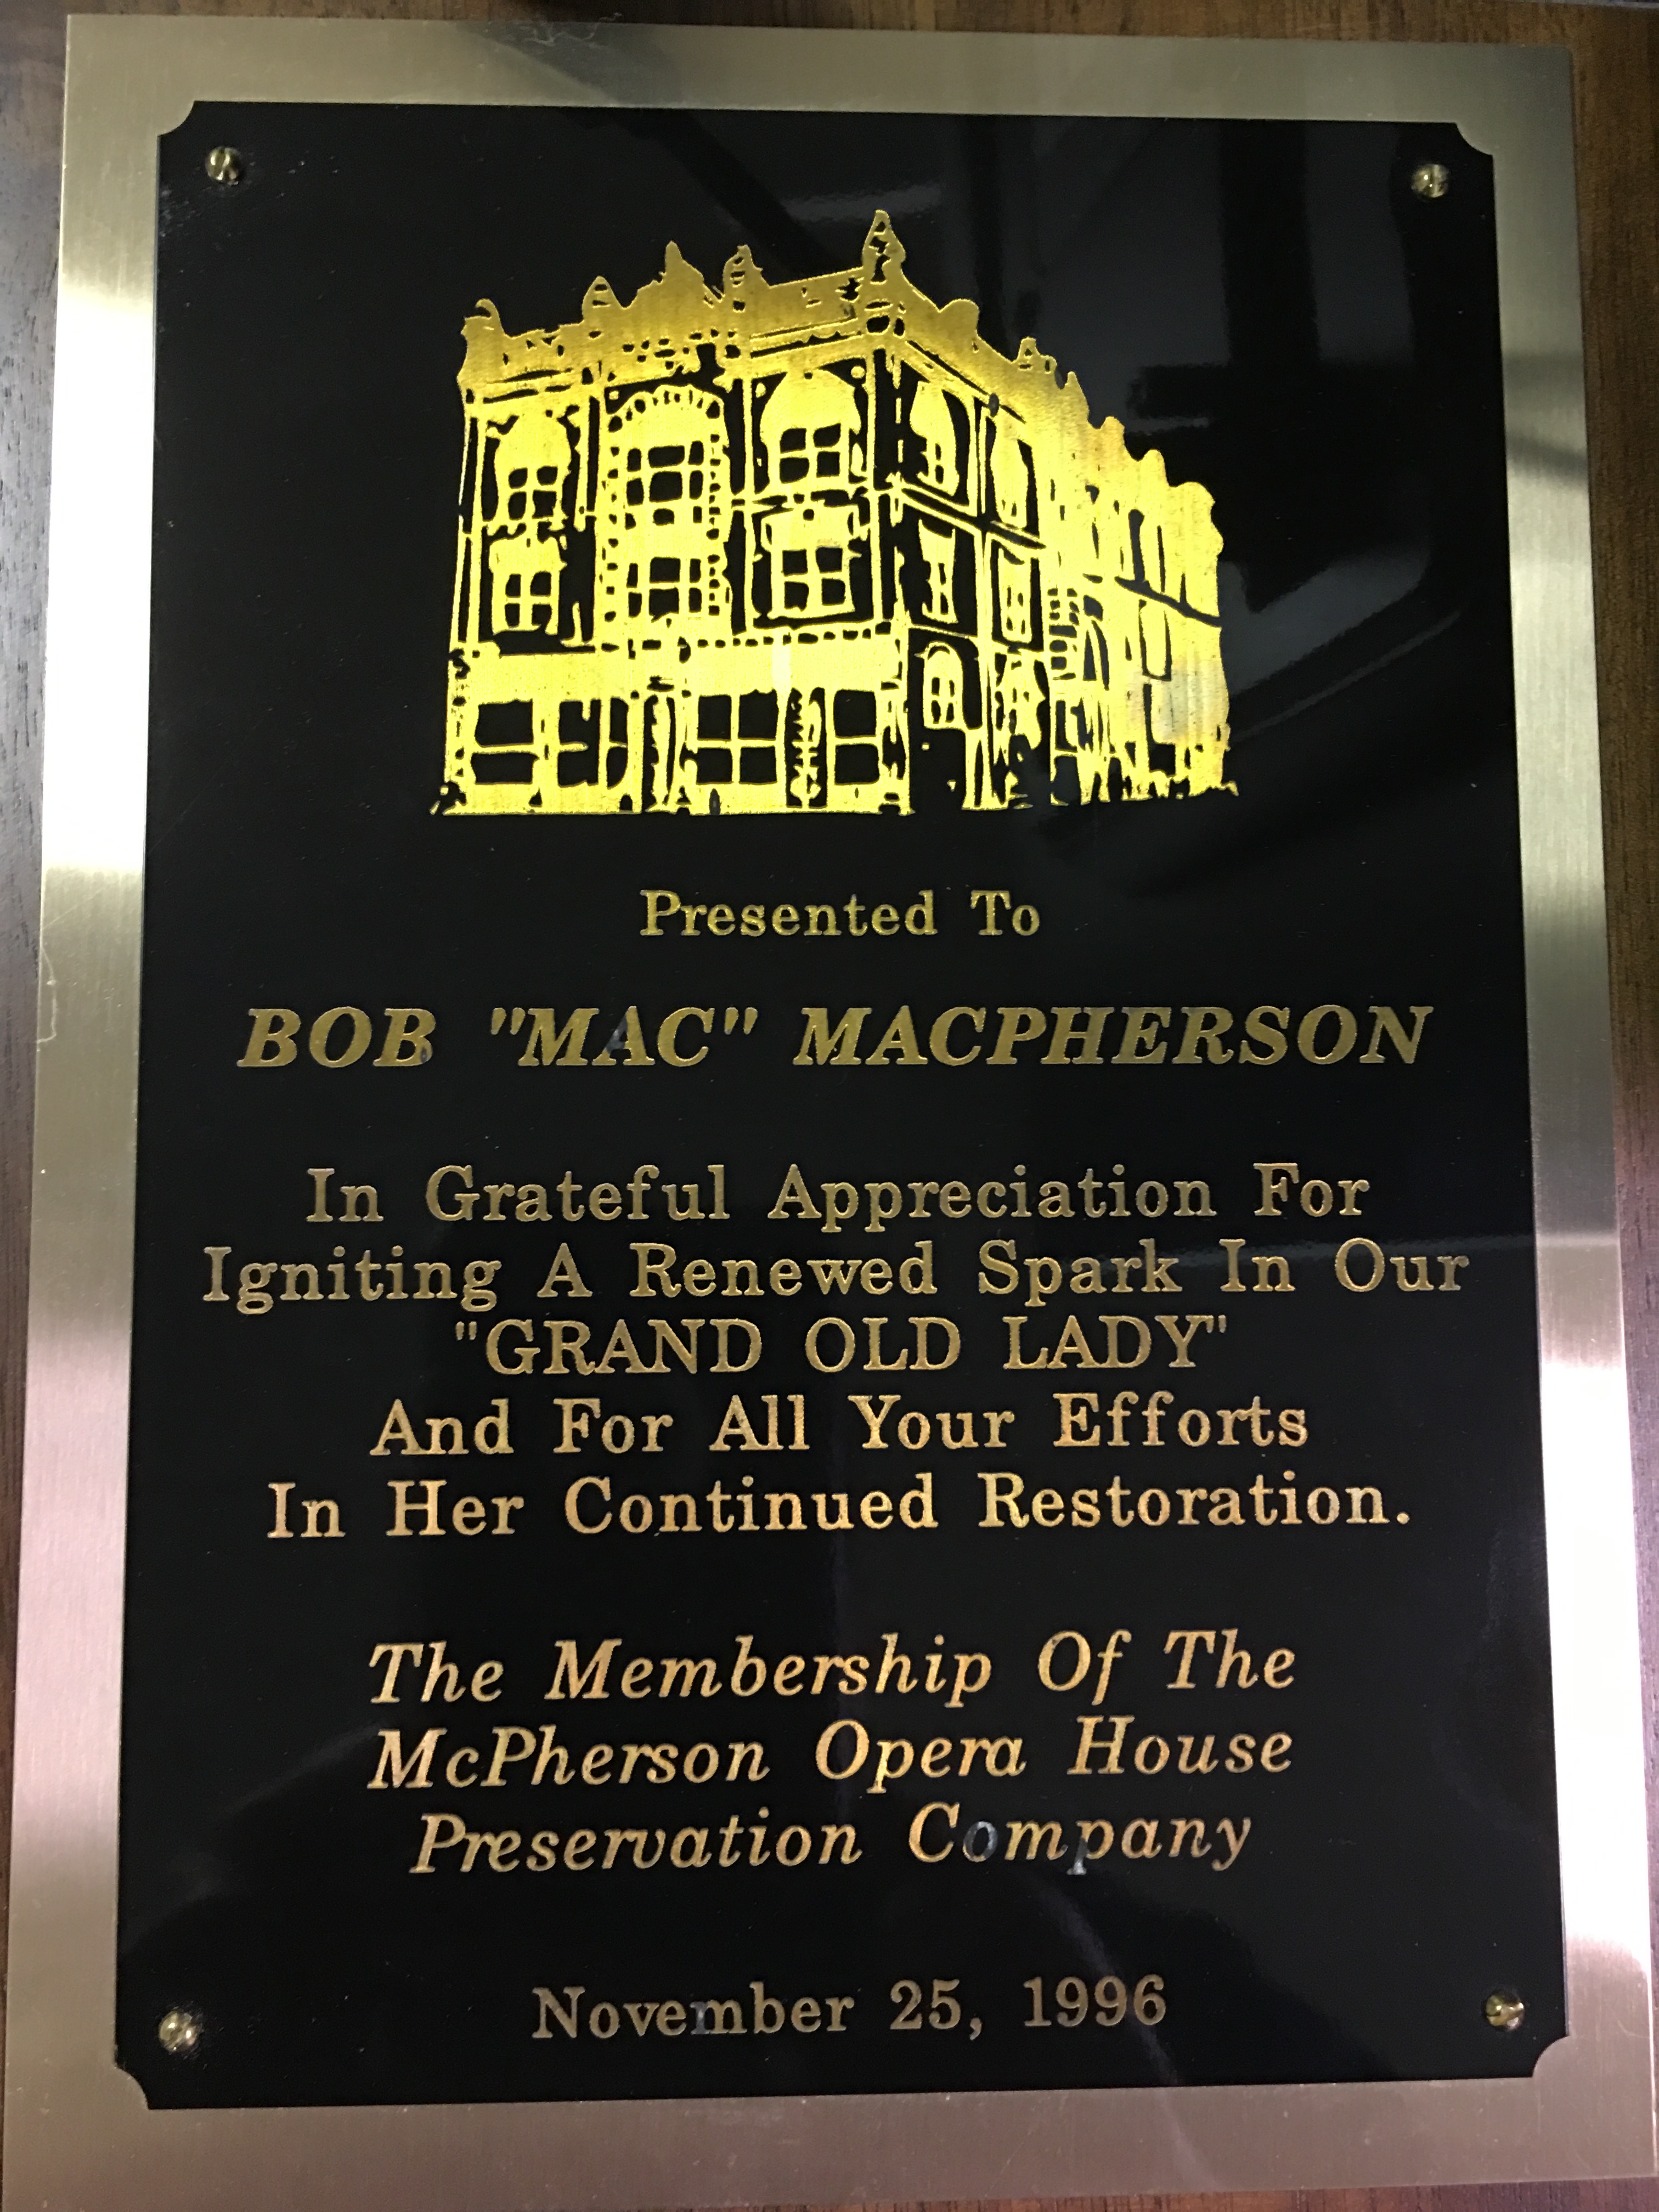 Presented To
BOB "MAC" MACPHERSON
In Grateful Appreciation For
Igniting A Renewed Spark In Our
"GRAND OLD LADY"
And For All Your Efforts
In Her Continued Restoration.
The Membership Of The
McPherson Opera House
Preservation Company
November 25, 1996